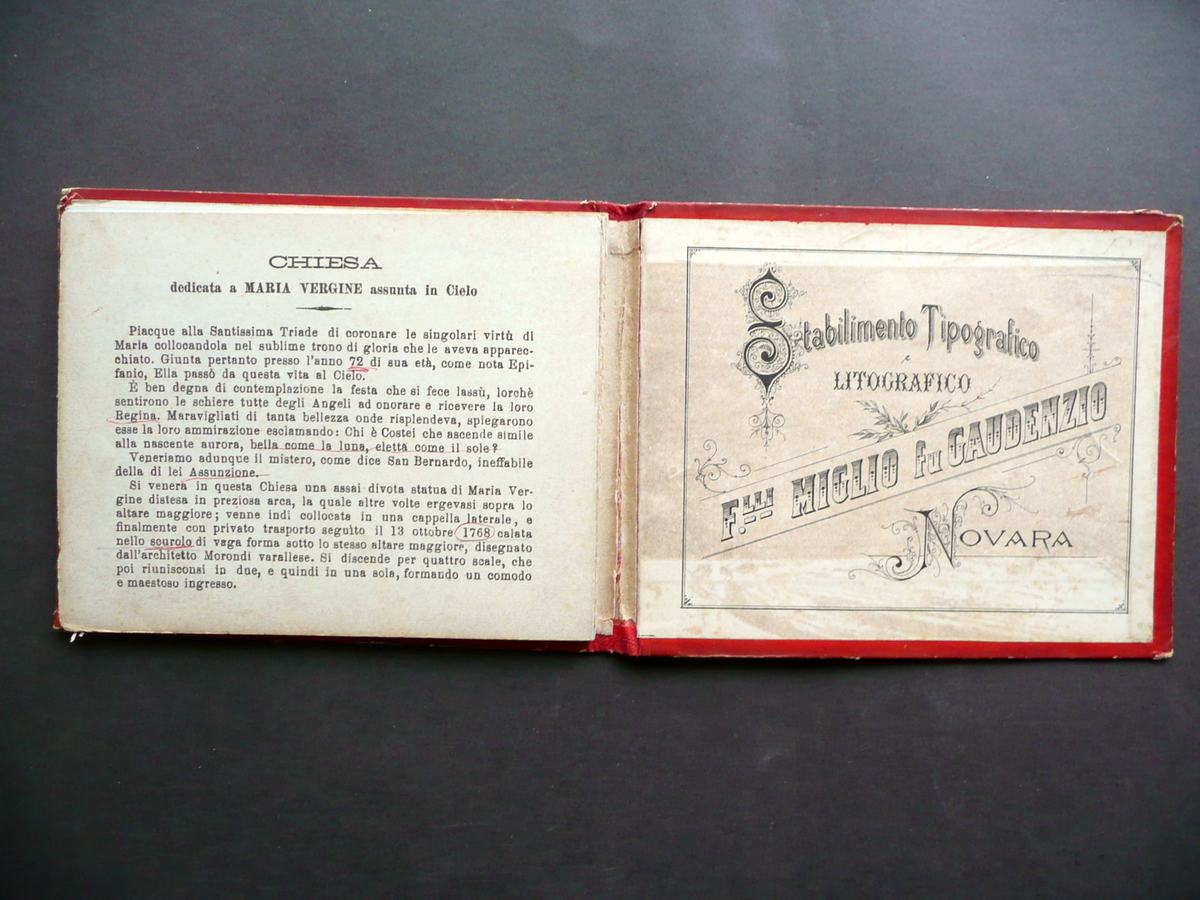 CHIESA
dedicata a MARIA VERGINE assunta in Cielo
Piacque alla Santissima Triade di coronare le singolari virtù di
Maria collocandola nel sublime trono di gloria che le aveva apparec-
chiato. Giunta pertanto presso l'anno 72 di sua età, come nota Epi-
fanio, Ella passò da questa vita al Cielo.
È ben degna di contemplazione la festa che si fece lassù, lorchè
sentirono le schiere tutte degli Angeli ad onorare e ricevere la loro
Regina. Maravigliati di tanta bellezza onde risplendeva, spiegarono
esse la loro ammirazione esclamando: Chi è Costei che ascende simile
alla nascente aurora, bella come la luna, eletta come il sole?
Veneriamo adunque il mistero, come dice San Bernardo, ineffabile
della di lei Assunzione.
Si venera in questa Chiesa una assai divota statua di Maria Ver-
gine distesa in preziosa arca, la quale altre volte ergevasi sopra lo
altare maggiore; venne indi collocata in una cappella laterale, e
finalmente con privato trasporto seguito il 13 ottobre 1768 calata
nello scurolo di vaga forma sotto lo stesso altare maggiore, disegnato
dall'architetto Morondi varallese. Si discende per quattro scale, che
poi riunisconsi in due, e quindi in una sola, formando un comodo
e maestoso ingresso.
Stabilimento Tipografico
e
LITOGRAFICO
F.lli MIGLIO fu GAUDENZIO
NOVARA